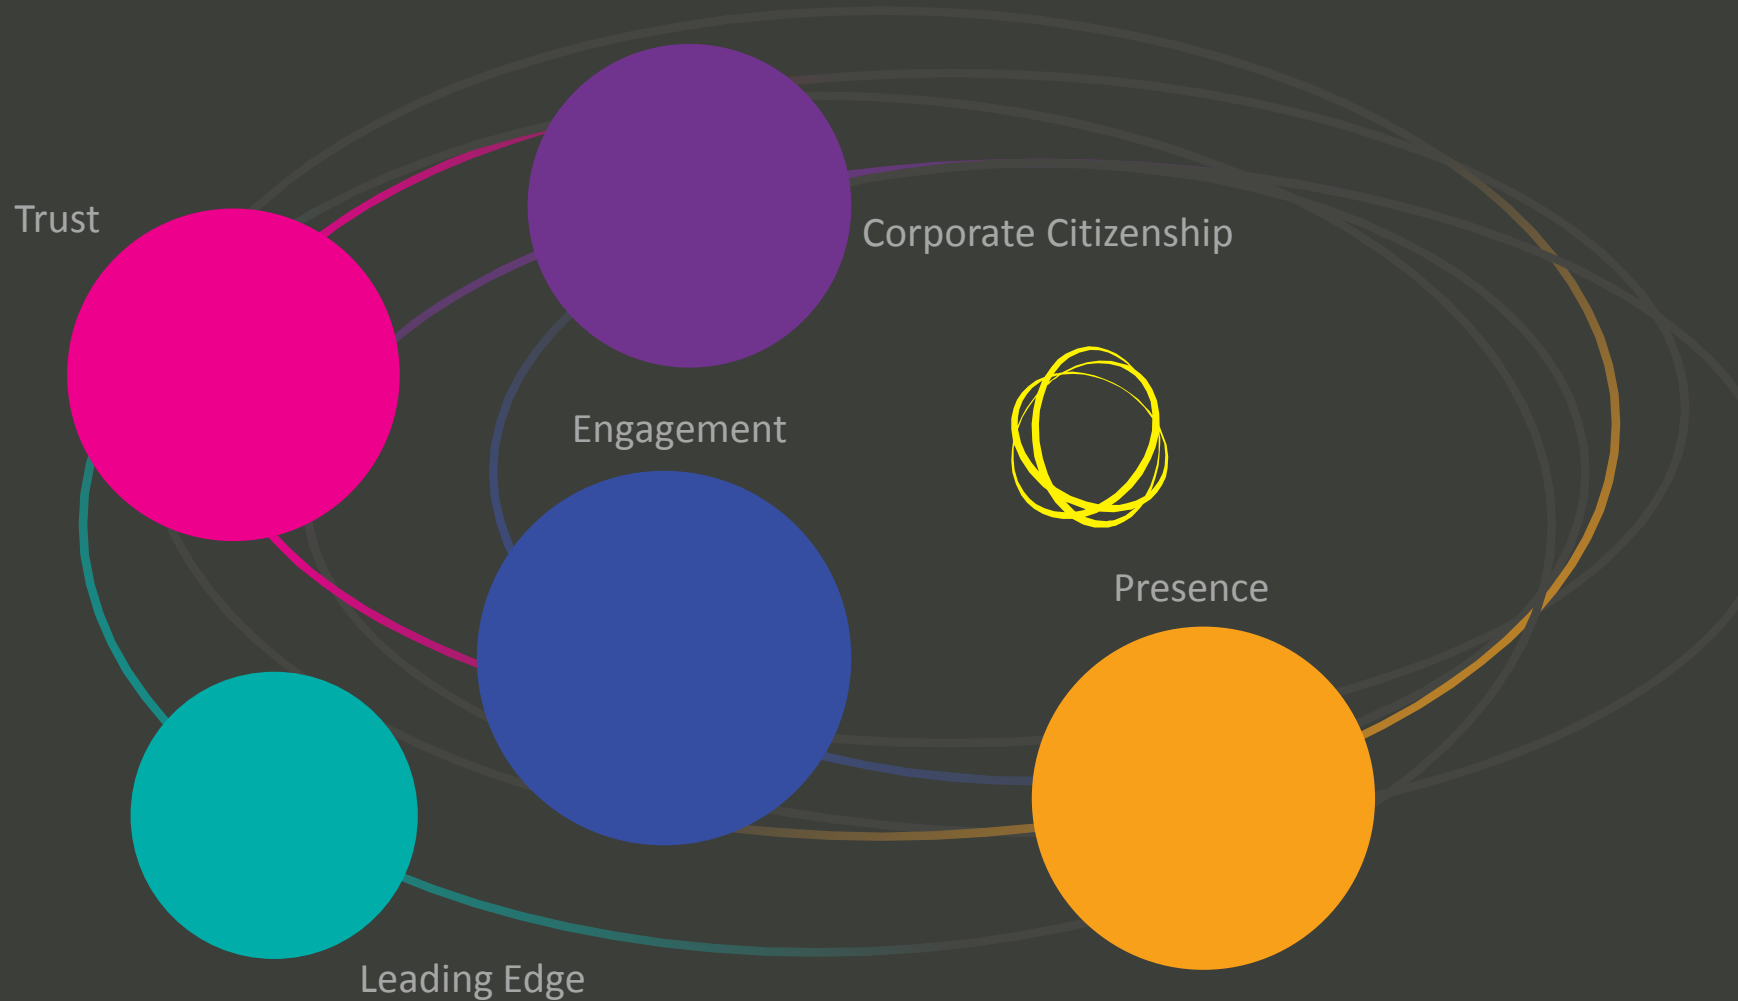 Trust
Corporate Citizenship
Engagement
Presence
Leading Edge